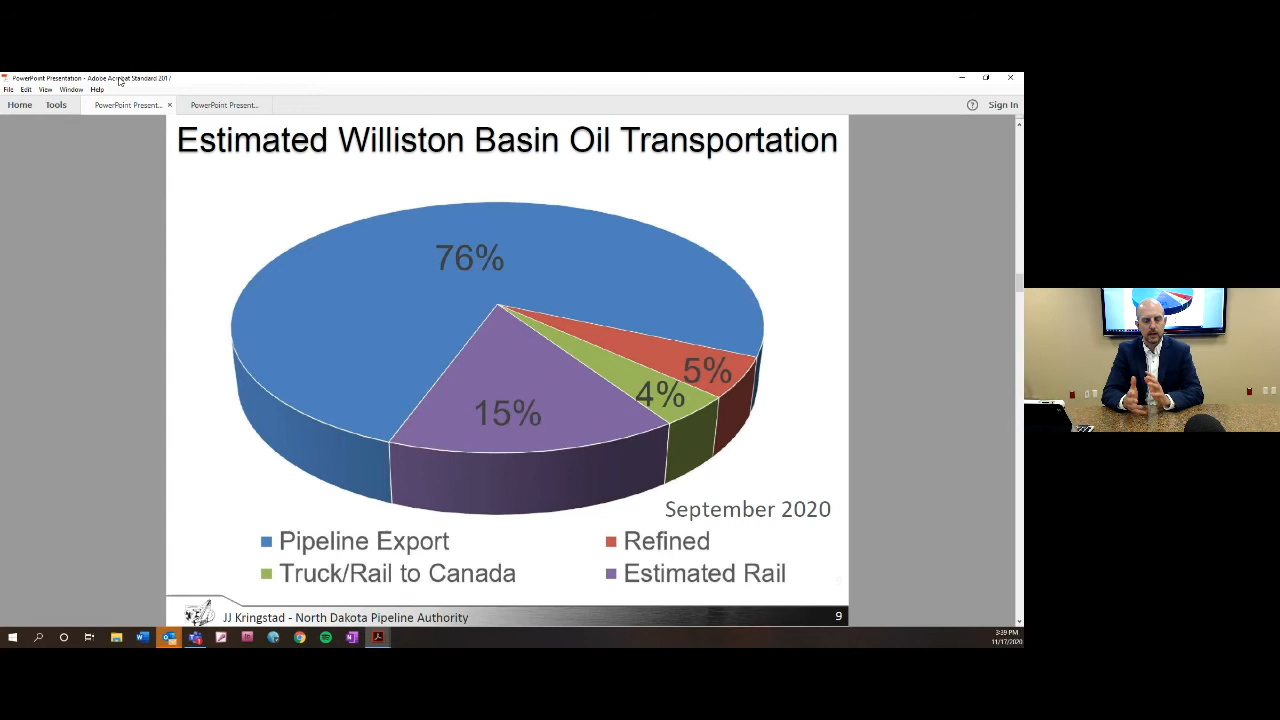 PowerPoint Presentation - Adobe Acrobat Standard 2017
File Edit View Window Help
Home Tools PowerPoint Present... × PowerPoint Present... ? Sign In
Estimated Williston Basin Oil Transportation
76%
5%
4%
15%
September 2020
Pipeline Export Refined
Truck/Rail to Canada Estimated Rail
JJ Kringstad - North Dakota Pipeline Authority 9
3:39 PM
11/17/2020